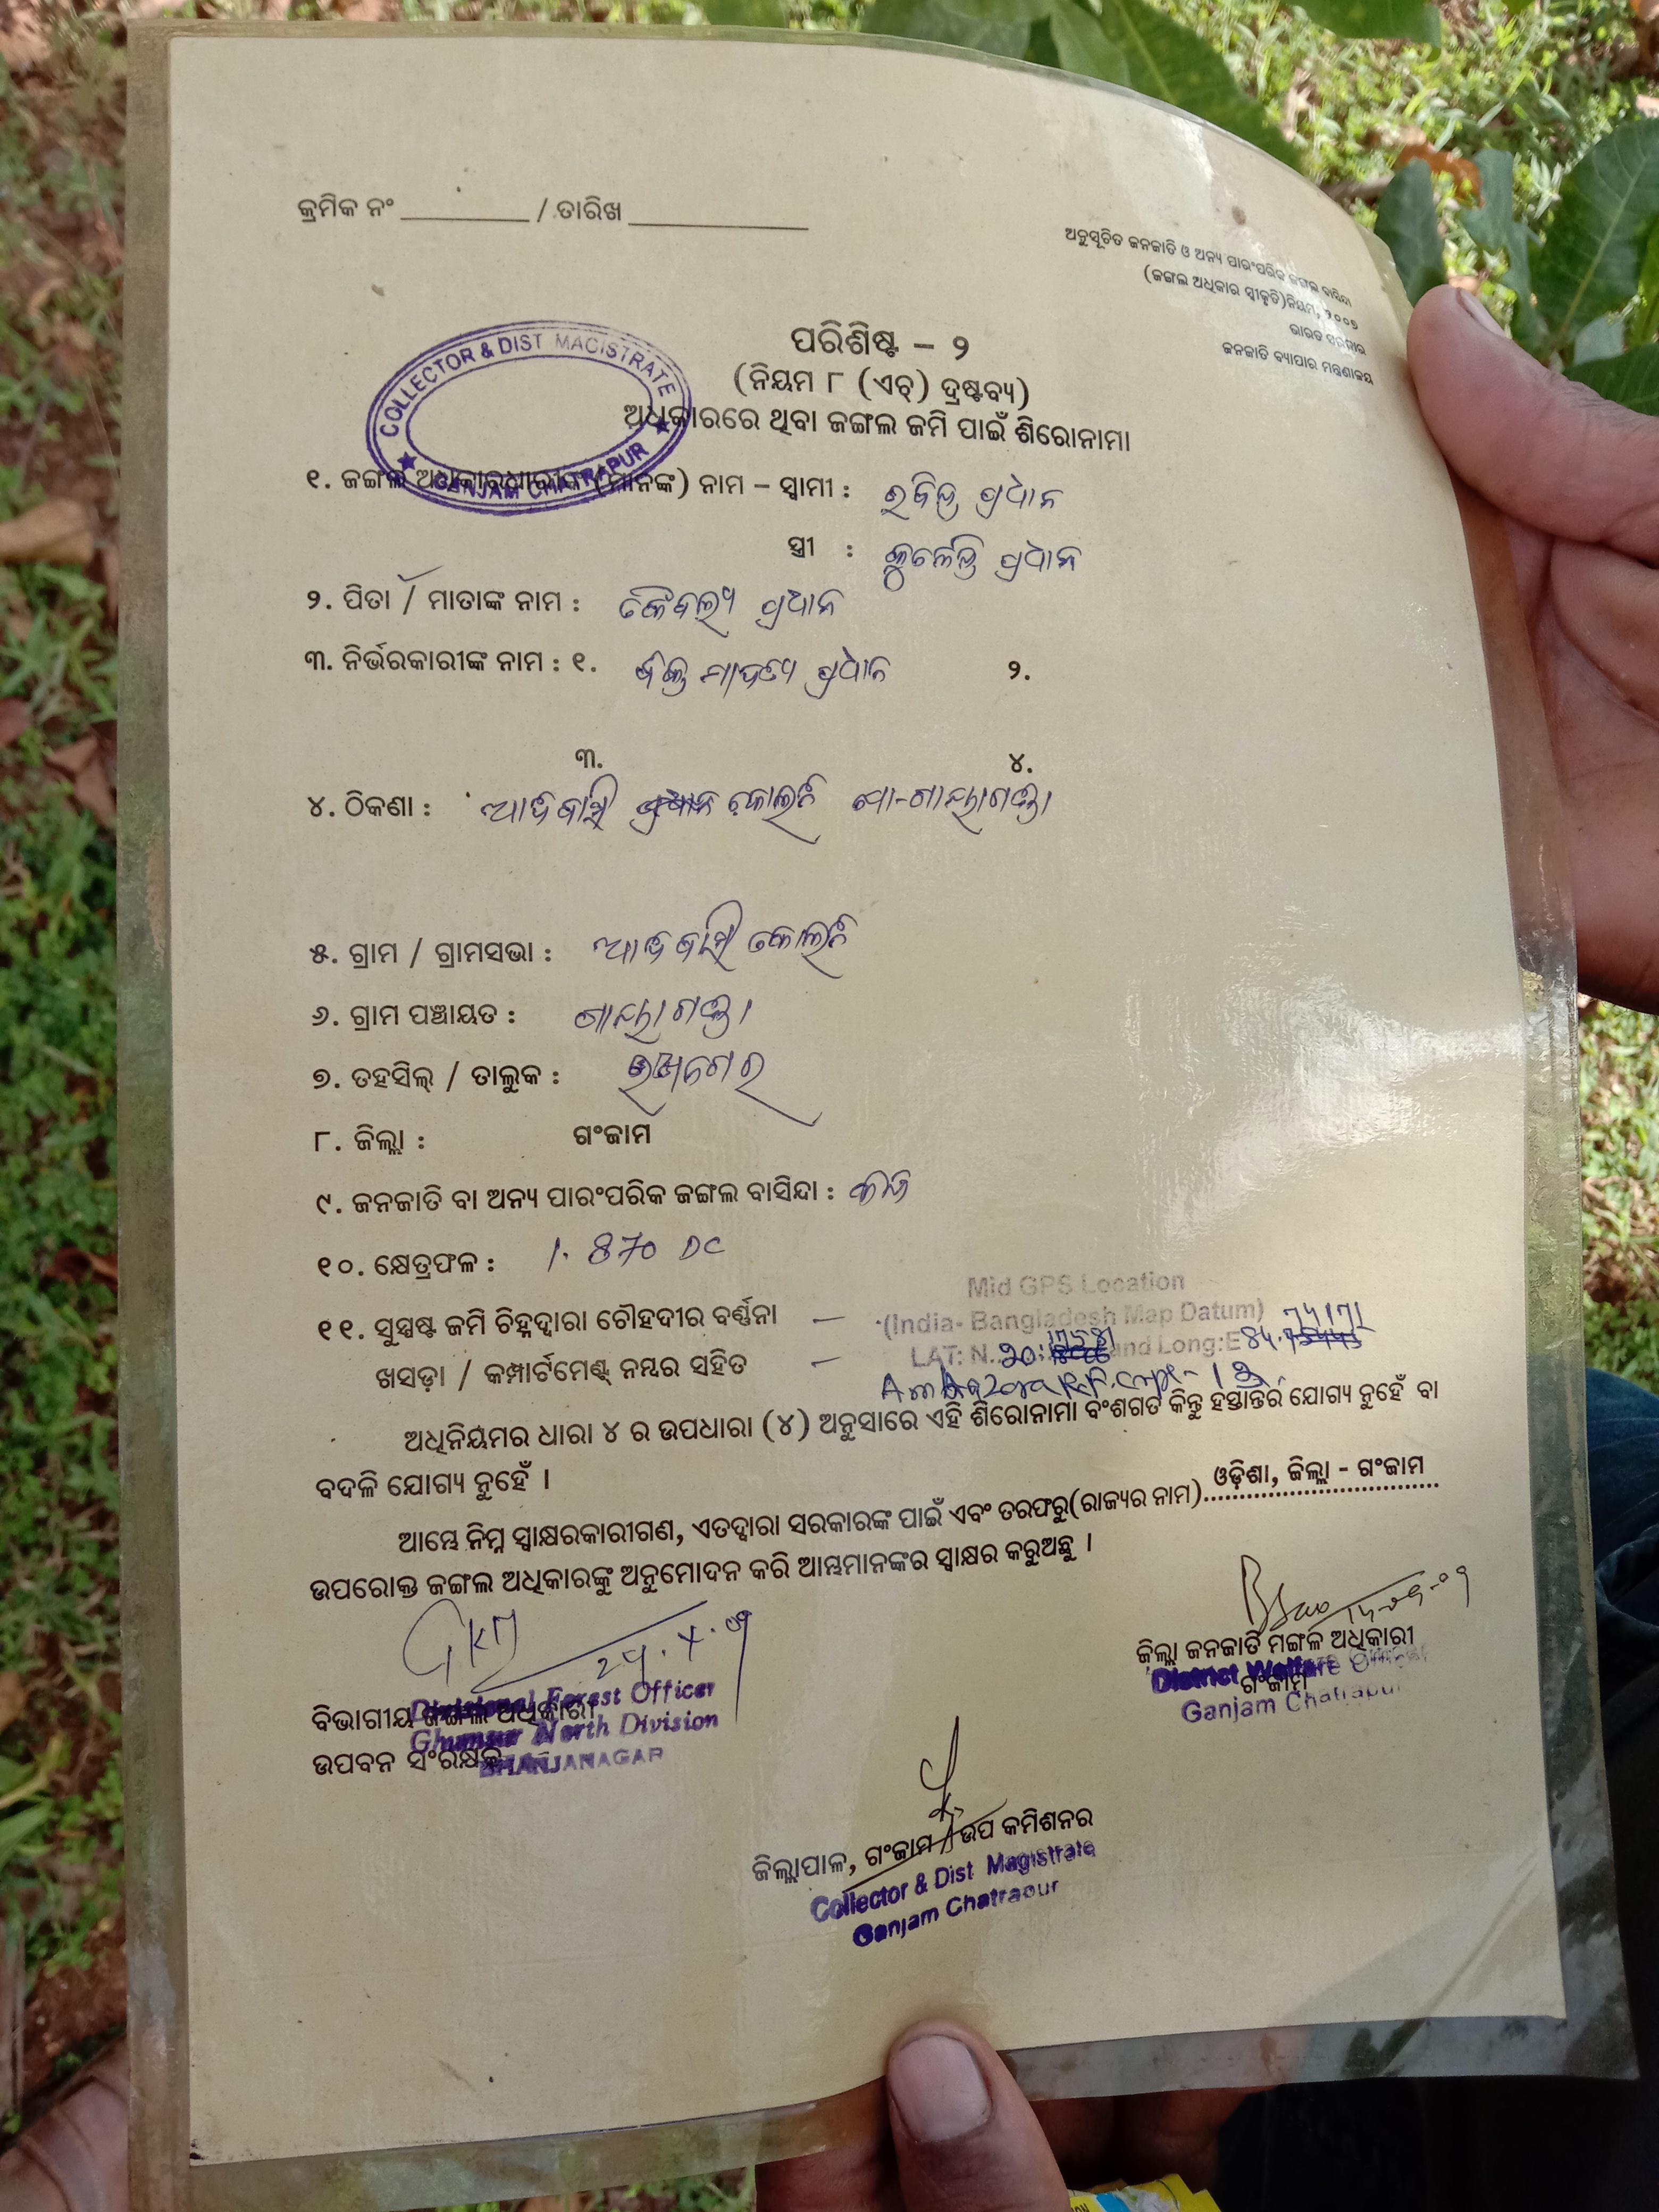 କ୍ରମିକ ନଂ ________ / ତାରିଖ ____________
ଅନୁସୂଚିତ ଜନଜାତି ଓ ଅନ୍ୟ ପାରଂପରିକ ଜଙ୍ଗଲ ବାସିନ୍ଦା
(ଜଙ୍ଗଲ ଅଧିକାର ସ୍ୱୀକୃତି)ନିୟମ, ୨୦୦୭
ଭାରତ ସରକାର
ଜନଜାତି ବ୍ୟାପାର ମନ୍ତ୍ରଣାଳୟ
ପରିଶିଷ୍ଟ – ୨
(ନିୟମ ୮ (ଏଚ୍) ଦ୍ରଷ୍ଟବ୍ୟ)
COLLECTOR & DIST MAGISTRATE
GANJAM CHATRAPUR
ଅଧିକାରରେ ଥିବା ଜଙ୍ଗଲ ଜମି ପାଇଁ ଶିରୋନାମା
୧. ଜଙ୍ଗଲ ଅଧିକାରଧାରୀଙ୍କ (ମାନଙ୍କ) ନାମ – ସ୍ୱାମୀ : ପ୍ରଧାନ
ସ୍ତ୍ରୀ : ପ୍ରଧାନ
୨. ପିତା / ମାତାଙ୍କ ନାମ : କୈବଲ୍ୟ ପ୍ରଧାନ
୩. ନିର୍ଭରକାରୀଙ୍କ ନାମ : ୧. ପ୍ରଧାନ ୨.
୩. ୪.
୪. ଠିକଣା : ଆଦିବାସୀ କୋଲନି ପୋ-
୫. ଗ୍ରାମ / ଗ୍ରାମସଭା : ଆଦିବାସୀ କୋଲନି
୬. ଗ୍ରାମ ପଞ୍ଚାୟତ :
୭. ତହସିଲ୍ / ତାଲୁକ : ଭଞ୍ଜନଗର
୮. ଜିଲ୍ଲା : ଗଂଜାମ
୯. ଜନଜାତି ବା ଅନ୍ୟ ପାରଂପରିକ ଜଙ୍ଗଲ ବାସିନ୍ଦା :
୧୦. କ୍ଷେତ୍ରଫଳ : 1.870 DC
Mid GPS Location
୧୧. ସୁସ୍ପଷ୍ଟ ଜମି ଚିହ୍ନଦ୍ୱାରା ଚୌହଦୀର ବର୍ଣ୍ଣନା – (India- Bangladesh Map Datum)
ଖସଡ଼ା / କମ୍ପାର୍ଟମେଣ୍ଟ୍ ନମ୍ବର ସହିତ – LAT: N. and Long:E
ଅଧିନିୟମର ଧାରା ୪ ର ଉପଧାରା (୪) ଅନୁସାରେ ଏହି ଶିରୋନାମା ବଂଶଗତ କିନ୍ତୁ ହସ୍ତାନ୍ତର ଯୋଗ୍ୟ ନୁହେଁ ବା
ବଦଳି ଯୋଗ୍ୟ ନୁହେଁ ।
ଆମ୍ଭେ ନିମ୍ନ ସ୍ୱାକ୍ଷରକାରୀଗଣ, ଏତଦ୍ୱାରା ସରକାରଙ୍କ ପାଇଁ ଏବଂ ତରଫରୁ(ରାଜ୍ୟର ନାମ) ଓଡ଼ିଶା, ଜିଲ୍ଲା - ଗଂଜାମ
ଉପରୋକ୍ତ ଜଙ୍ଗଲ ଅଧିକାରଙ୍କୁ ଅନୁମୋଦନ କରି ଆମ୍ଭମାନଙ୍କର ସ୍ୱାକ୍ଷର କରୁଅଛୁ ।
ଜିଲ୍ଲା ଜନଜାତି ମଙ୍ଗଳ ଅଧିକାରୀ
ଗଂଜାମ
District Welfare Officer
Ganjam Chatrapur
ବିଭାଗୀୟ ଜଙ୍ଗଲ ଅଧିକାରୀ
ଉପବନ ସଂରକ୍ଷକ
Divisional Forest Officer
Ghumsur North Division
BHANJANAGAR
ଜିଲ୍ଲାପାଳ, ଗଂଜାମ / ଉପ କମିଶନର
Collector & Dist Magistrate
Ganjam Chatrapur